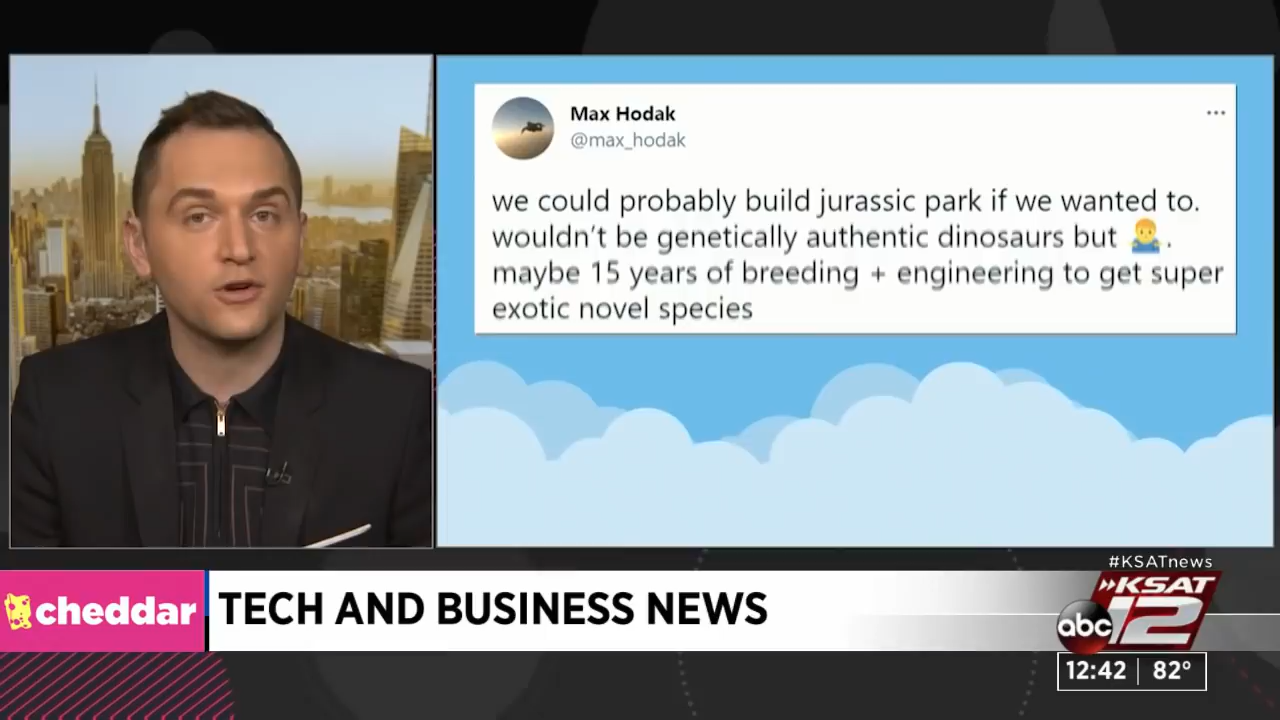 Max Hodak
@max_hodak
we could probably build jurassic park if we wanted to.
wouldn't be genetically authentic dinosaurs but 🤷‍♂️.
maybe 15 years of breeding + engineering to get super
exotic novel species
#KSATnews
cheddar
TECH AND BUSINESS NEWS
KSAT
abc 12
12:42 | 82°